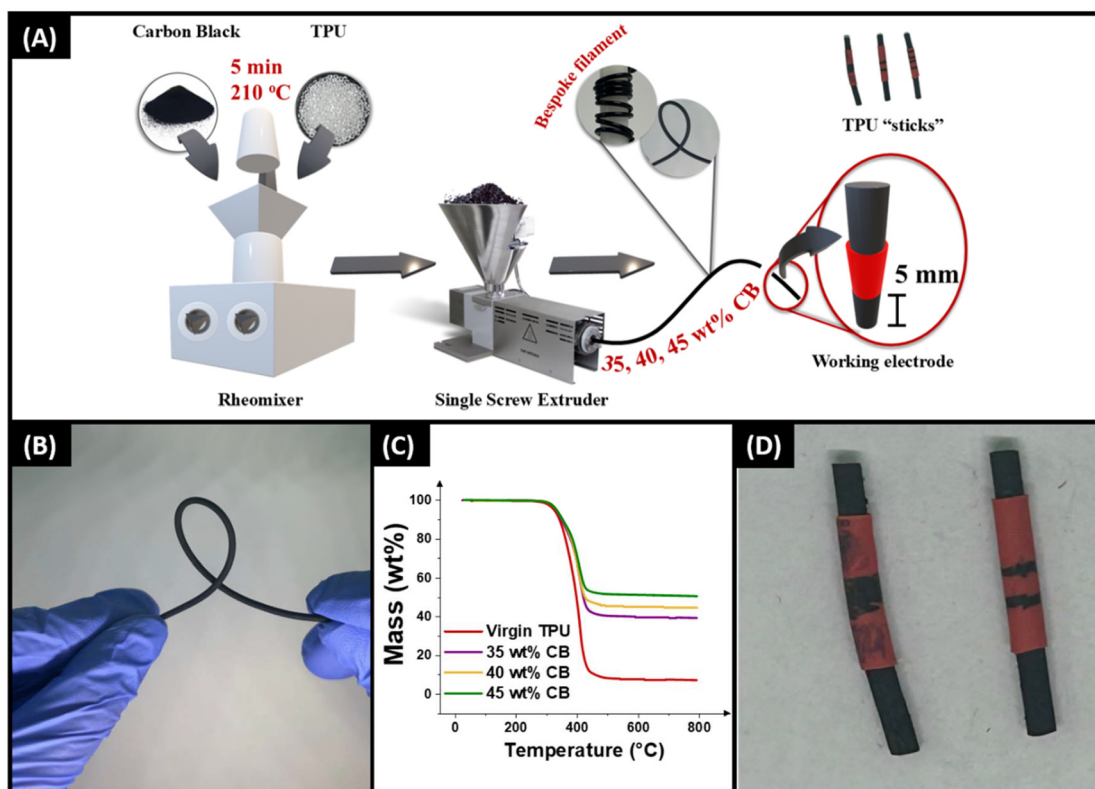 (A)
Carbon Black
TPU
5 min
210 °C
Rheomixer
Single Screw Extruder
Bespoke filament
35, 40, 45 wt% CB
TPU “sticks”
5 mm
Working electrode
(B)
(C)
Mass (wt%)
100
80
60
40
20
0
Virgin TPU
35 wt% CB
40 wt% CB
45 wt% CB
0
200
400
600
800
Temperature (°C)
(D)